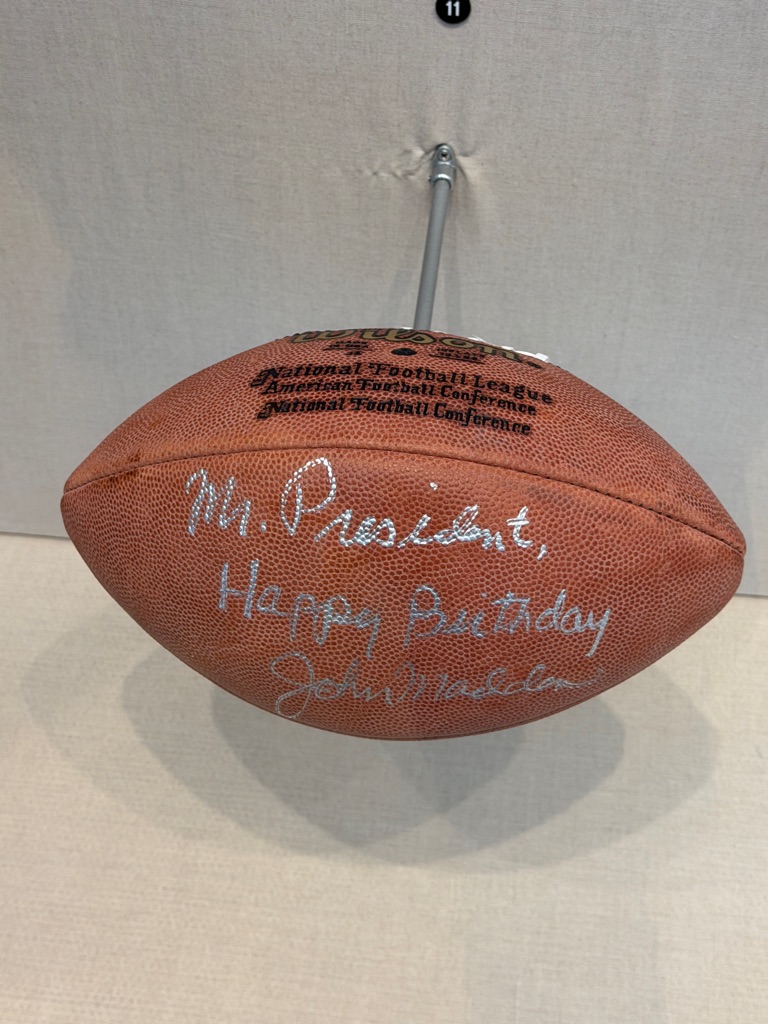 11
Wilson
National Football League
American Football Conference
National Football Conference
Mr. President,
Happy Birthday
John Madden